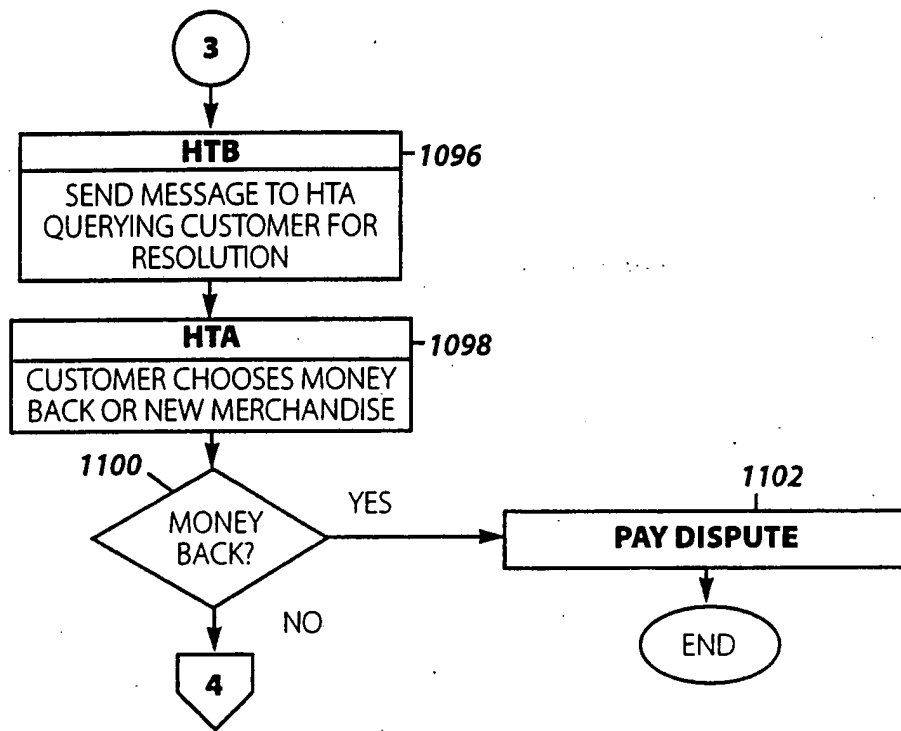 3
HTB
1096
SEND MESSAGE TO HTA
QUERYING CUSTOMER FOR
RESOLUTION
HTA
1098
CUSTOMER CHOOSES MONEY
BACK OR NEW MERCHANDISE
1100
MONEY
BACK?
YES
1102
PAY DISPUTE
END
NO
4